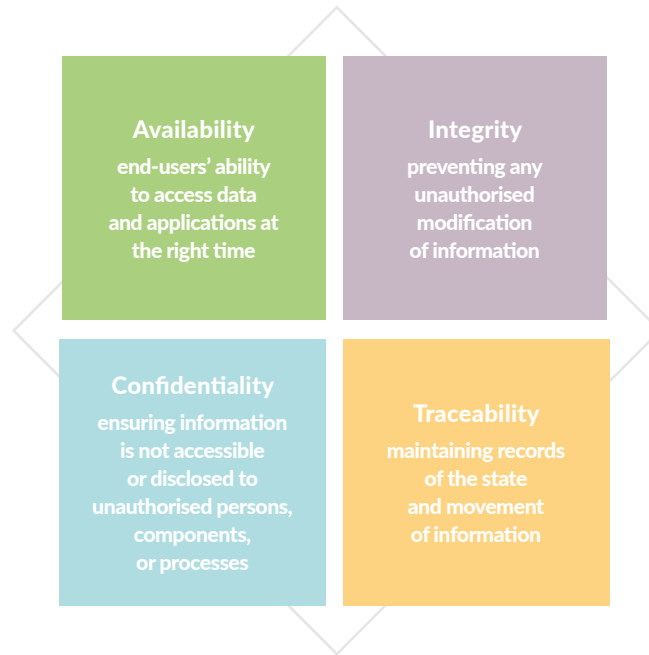 Availability
end-users’ ability
to access data
and applications at
the right time
Integrity
preventing any
unauthorised
modification
of information
Confidentiality
ensuring information
is not accessible
or disclosed to
unauthorised persons,
components,
or processes
Traceability
maintaining records
of the state
and movement
of information